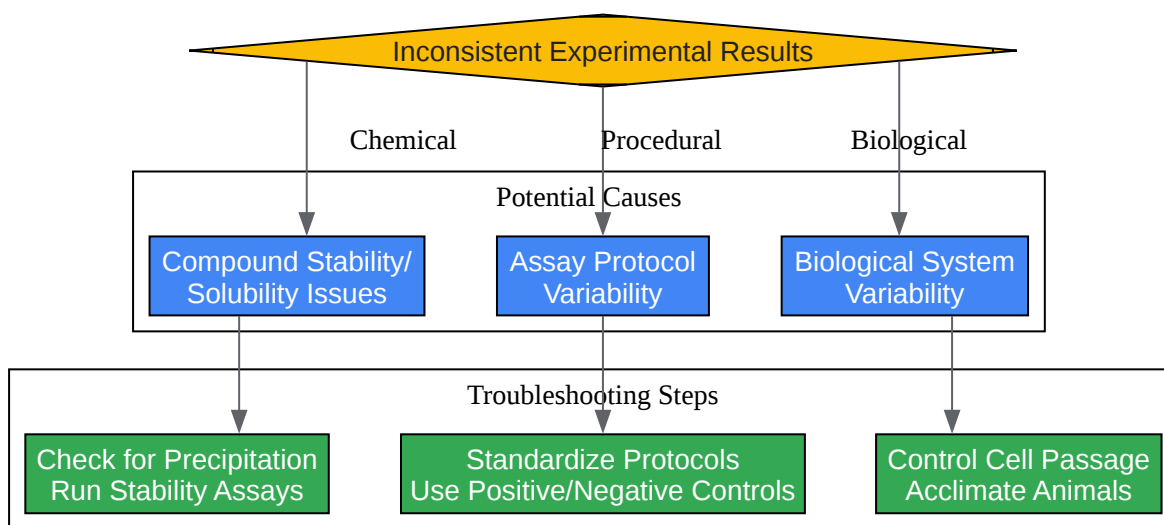 Inconsistent Experimental Results
Chemical
Procedural
Biological
Potential Causes
Compound Stability/
Solubility Issues
Assay Protocol
Variability
Biological System
Variability
Troubleshooting Steps
Check for Precipitation
Run Stability Assays
Standardize Protocols
Use Positive/Negative Controls
Control Cell Passage
Acclimate Animals